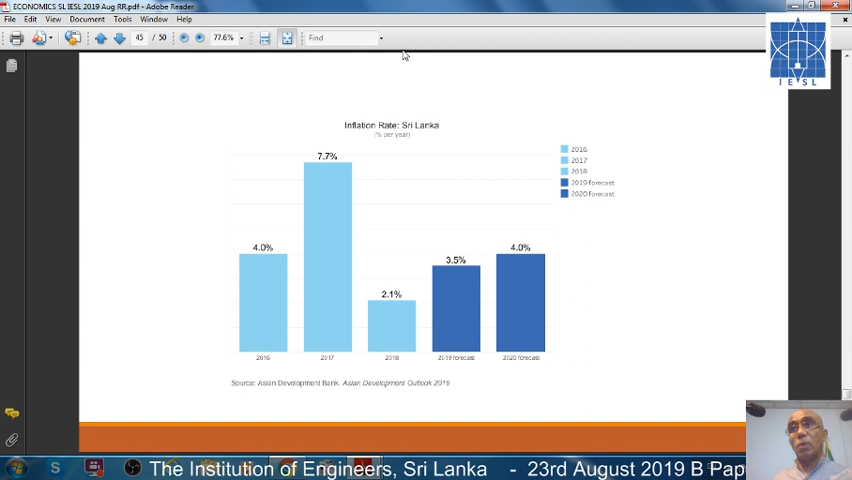 ECONOMICS SL IESL 2019 Aug RR.pdf - Adobe Reader
File Edit View Document Tools Window Help
45 / 50 77.6% Find
IESL
Inflation Rate: Sri Lanka
(% per year)
2016
2017
2018
2019 forecast
2020 forecast
7.7%
4.0%
2.1%
3.5%
4.0%
2016 2017 2018 2019 forecast 2020 forecast
Source: Asian Development Bank. Asian Development Outlook 2019
The Institution of Engineers, Sri Lanka - 23rd August 2019 B Pap